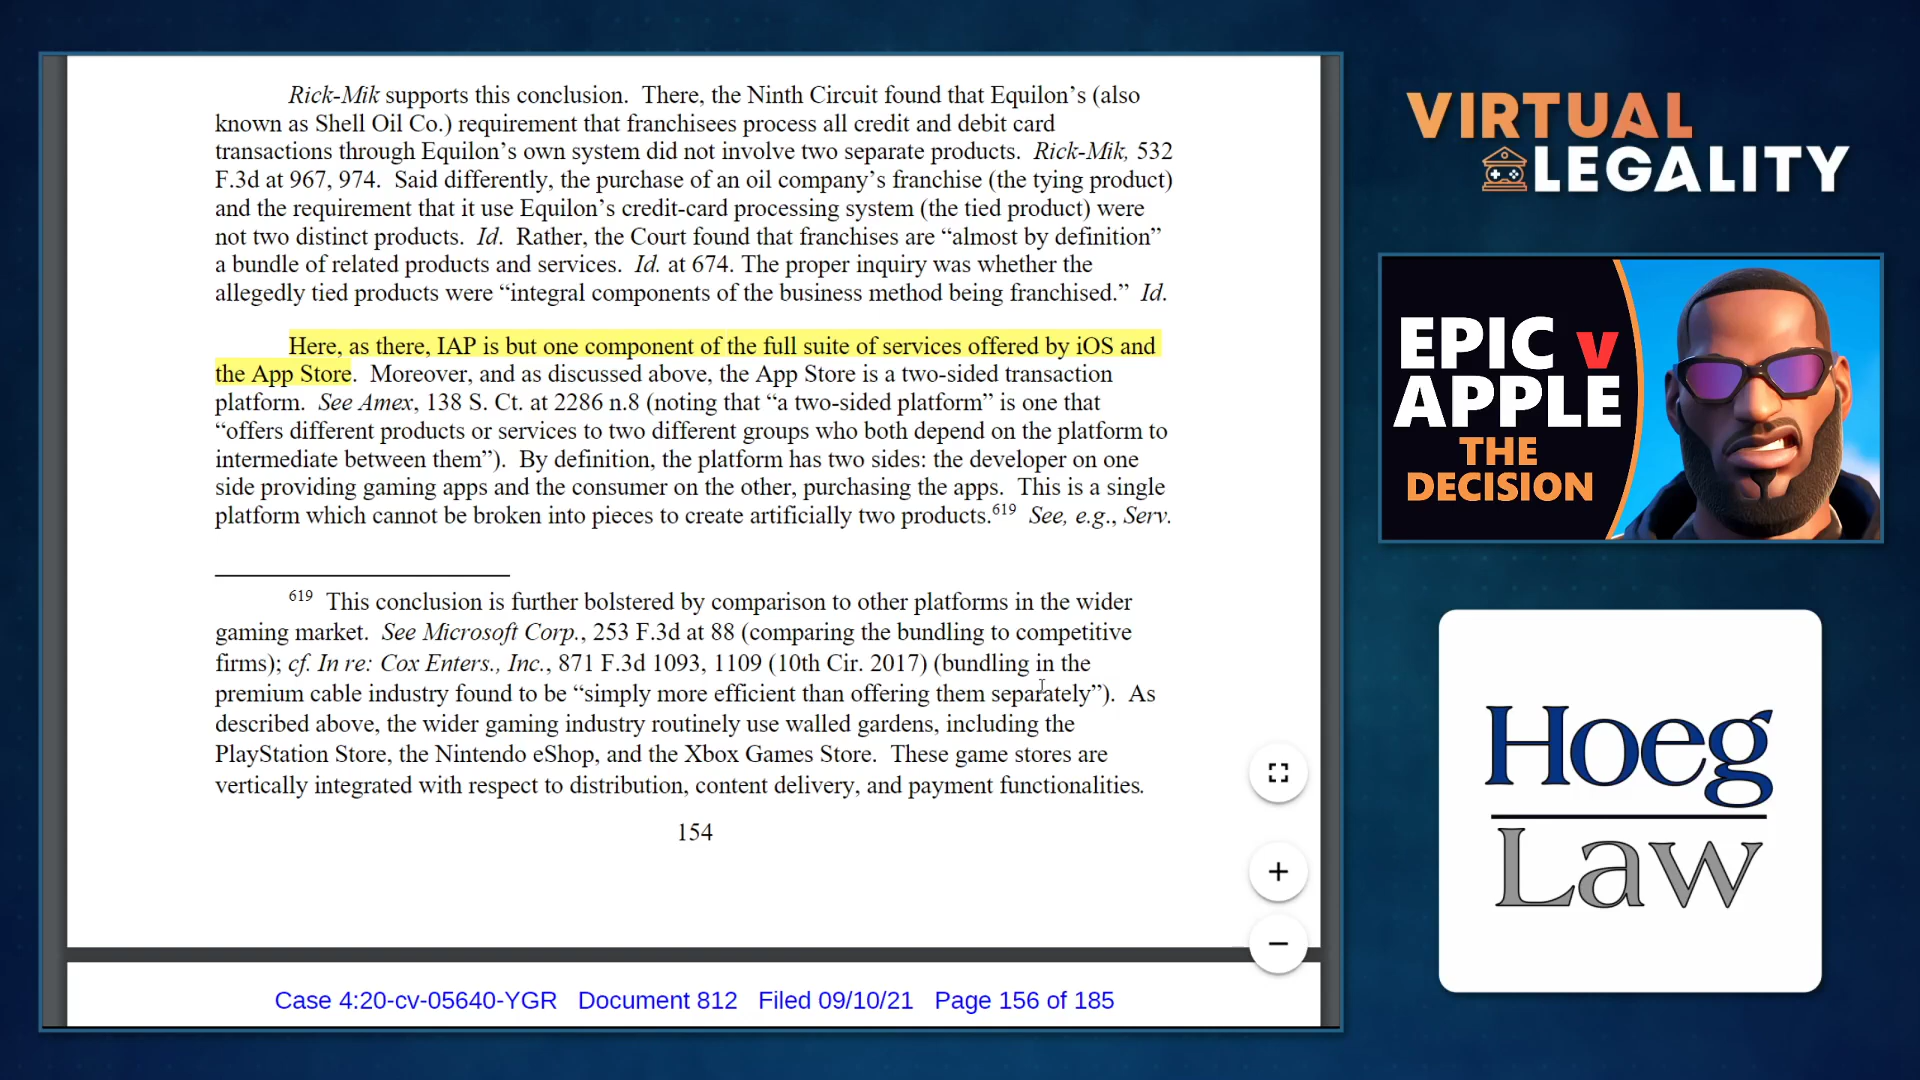 Rick-Mik supports this conclusion. There, the Ninth Circuit found that Equilon’s (also
known as Shell Oil Co.) requirement that franchisees process all credit and debit card
transactions through Equilon’s own system did not involve two separate products. Rick-Mik, 532
F.3d at 967, 974. Said differently, the purchase of an oil company’s franchise (the tying product)
and the requirement that it use Equilon’s credit-card processing system (the tied product) were
not two distinct products. Id. Rather, the Court found that franchises are “almost by definition”
a bundle of related products and services. Id. at 674. The proper inquiry was whether the
allegedly tied products were “integral components of the business method being franchised.” Id.
Here, as there, IAP is but one component of the full suite of services offered by iOS and
the App Store. Moreover, and as discussed above, the App Store is a two-sided transaction
platform. See Amex, 138 S. Ct. at 2286 n.8 (noting that “a two-sided platform” is one that
“offers different products or services to two different groups who both depend on the platform to
intermediate between them”). By definition, the platform has two sides: the developer on one
side providing gaming apps and the consumer on the other, purchasing the apps. This is a single
platform which cannot be broken into pieces to create artificially two products.619 See, e.g., Serv.
619 This conclusion is further bolstered by comparison to other platforms in the wider
gaming market. See Microsoft Corp., 253 F.3d at 88 (comparing the bundling to competitive
firms); cf. In re: Cox Enters., Inc., 871 F.3d 1093, 1109 (10th Cir. 2017) (bundling in the
premium cable industry found to be “simply more efficient than offering them separately”). As
described above, the wider gaming industry routinely use walled gardens, including the
PlayStation Store, the Nintendo eShop, and the Xbox Games Store. These game stores are
vertically integrated with respect to distribution, content delivery, and payment functionalities.
154
Case 4:20-cv-05640-YGR Document 812 Filed 09/10/21 Page 156 of 185
VIRTUAL
LEGALITY
EPIC v
APPLE
THE
DECISION
Hoeg
Law